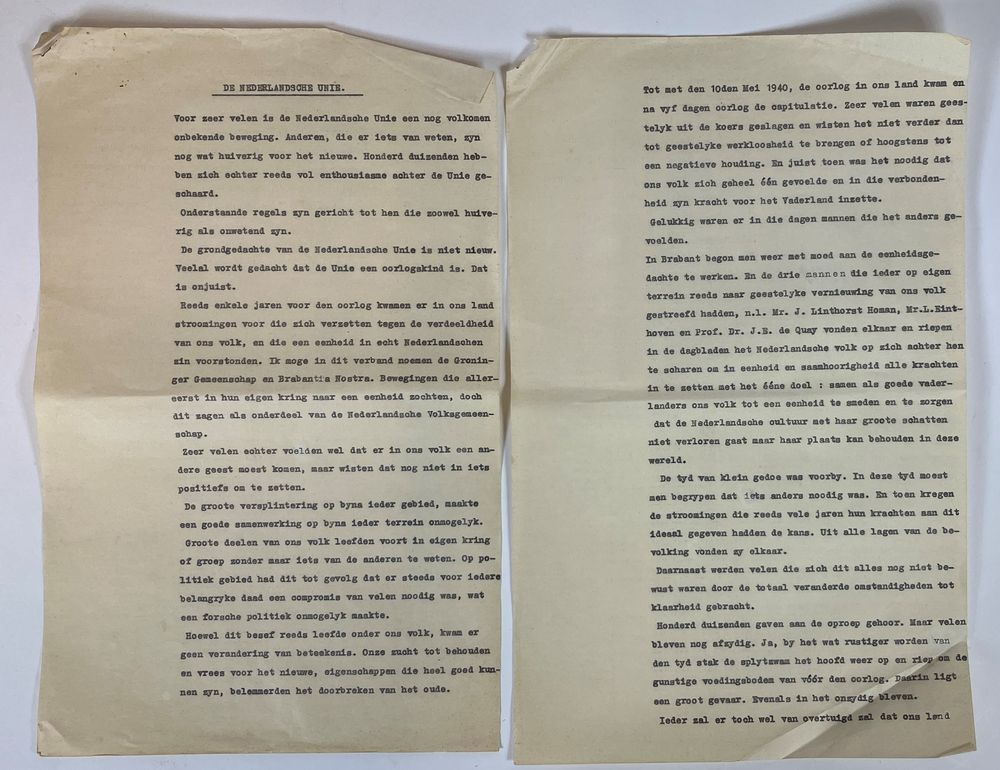 DE NEDERLANDSCHE UNIE.
Voor zeer velen is de Nederlandsche Unie een nog volkomen
onbekende beweging. Anderen, die er iets van weten, zyn
nog wat huiverig voor het nieuwe. Honderd duizenden heb-
ben zich echter reeds vol enthousiasme achter de Unie ge-
schaard.
Onderstaande regels zyn gericht tot hen die zoowel huive-
rig als onwetend zyn.
De grondgedachte van de Nederlandsche Unie is niet nieuw.
Veelal wordt gedacht dat de Unie een oorlogskind is. Dat
is onjuist.
Reeds enkele jaren voor den oorlog kwamen er in ons land
stroomingen voor die zich verzetten tegen de verdeeldheid
van ons volk, en die een eenheid in echt Nederlandschen
zin voorstonden. Ik moge in dit verband noemen de Gronin-
ger Gemeenschap en Brabantia Nostra. Bewegingen die aller-
eerst in hun eigen kring naar een eenheid zochten, doch
dit zagen als onderdeel van de Nederlandsche Volksgemeen-
schap.
Zeer velen echter voelden wel dat er in ons volk een an-
dere geest moest komen, maar wisten dat nog niet in iets
positiefs om te zetten.
De groote versplintering op byna ieder gebied, maakte
een goede samenwerking op byna ieder terrein onmogelyk.
Groote deelen van ons volk leefden voort in eigen kring
of groep zonder maar iets van de anderen te weten. Op po-
litiek gebied had dit tot gevolg dat er steeds voor iedere
belangryke daad een compromis van velen noodig was, wat
een forsche politiek onmogelyk maakte.
Hoewel dit besef reeds leefde onder ons volk, kwam er
geen verandering van beteekenis. Onze zucht tot behouden
en vrees voor het nieuwe, eigenschappen die heel goed kun-
nen zyn, belemmerden het doorbreken van het oude.
Tot met den 10den Mei 1940, de oorlog in ons land kwam en
na vyf dagen oorlog de capitulatie. Zeer velen waren gees-
telyk uit de koers geslagen en wisten het niet verder dan
tot geestelyke werkloosheid te brengen of hoogstens tot
een negatieve houding. En juist toen was het noodig dat
ons volk zich geheel één gevoelde en in die verbonden-
heid zyn kracht voor het Vaderland inzette.
Gelukkig waren er in die dagen mannen die het anders ge-
voelden.
In Brabant begon men weer met moed aan de eenheidsge-
dachte te werken. En de drie mannen die ieder op eigen
terrein reeds naar geestelyke vernieuwing van ons volk
gestreefd hadden, n.l. Mr. J. Linthorst Homan, Mr.L.Eint-
hoven en Prof. Dr. J.E. de Quay vonden elkaar en riepen
in de dagbladen het Nederlandsche volk op zich achter hen
te scharen om in eenheid en saamhoorigheid alle krachten
in te zetten met het ééne doel : samen als goede vader-
landers ons volk tot een eenheid te smeden en te zorgen
dat de Nederlandsche cultuur met haar groote schatten
niet verloren gaat maar haar plaats kan behouden in deze
wereld.
De tyd van klein gedoe was voorby. In deze tyd moest
men begrypen dat iets anders noodig was. En toen kregen
de stroomingen die reeds vele jaren hun krachten aan dit
ideaal gegeven hadden de kans. Uit alle lagen van de be-
volking vonden zy elkaar.
Daarnaast werden velen die zich dit alles nog niet be-
wust waren door de totaal veranderde omstandigheden tot
klaarheid gebracht.
Honderd duizenden gaven aan de oproep gehoor. Maar velen
bleven nog afzydig. Ja, by het wat rustiger worden van
den tyd stak de splytzwam het hoofd weer op en riep om de
gunstige voedingsbodem van vóór den oorlog. Daarin ligt
een groot gevaar. Evenals in het onzydig bleven.
Ieder zal er toch wel van overtuigd zal dat ons land